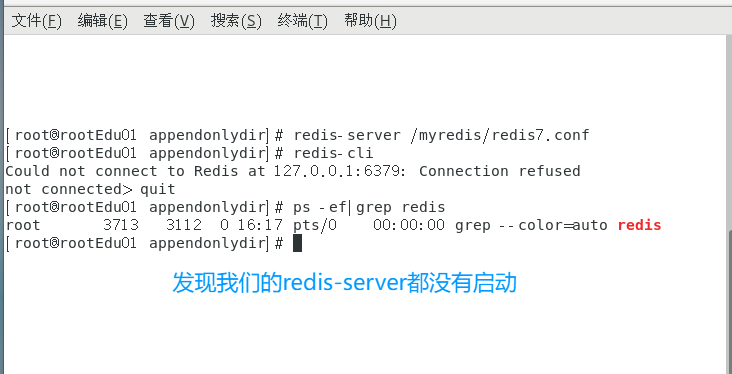 文件(F) 编辑(E) 查看(V) 搜索(S) 终端(T) 帮助(H)
[root@rootEdu01 appendonlydir]# redis-server /myredis/redis7.conf
[root@rootEdu01 appendonlydir]# redis-cli
Could not connect to Redis at 127.0.0.1:6379: Connection refused
not connected> quit
[root@rootEdu01 appendonlydir]# ps -ef|grep redis
root 3713 3112 0 16:17 pts/0 00:00:00 grep --color=auto redis
[root@rootEdu01 appendonlydir]#
发现我们的redis-server都没有启动